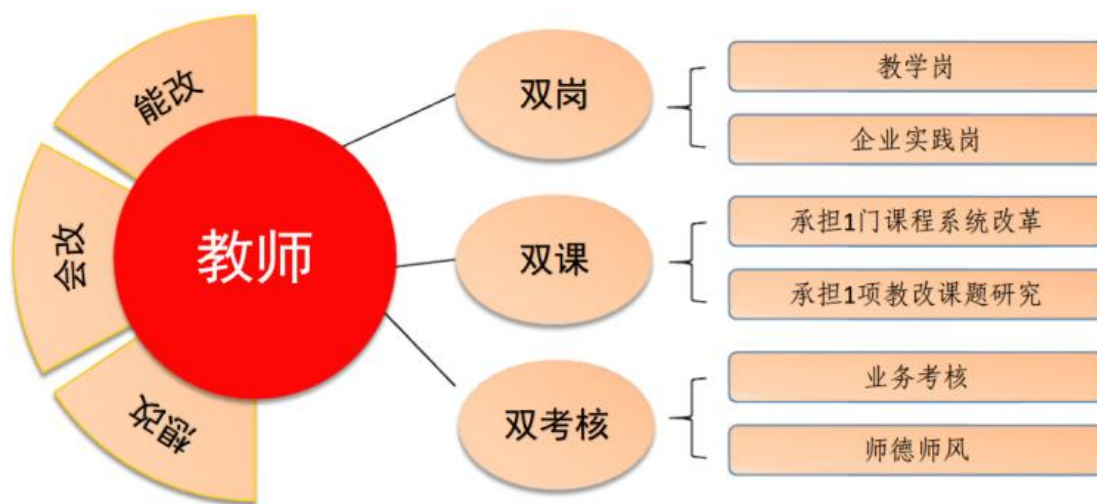 能改
会改
想改
教师
双岗
教学岗
企业实践岗
双课
承担1门课程系统改革
承担1项教改课题研究
双考核
业务考核
师德师风